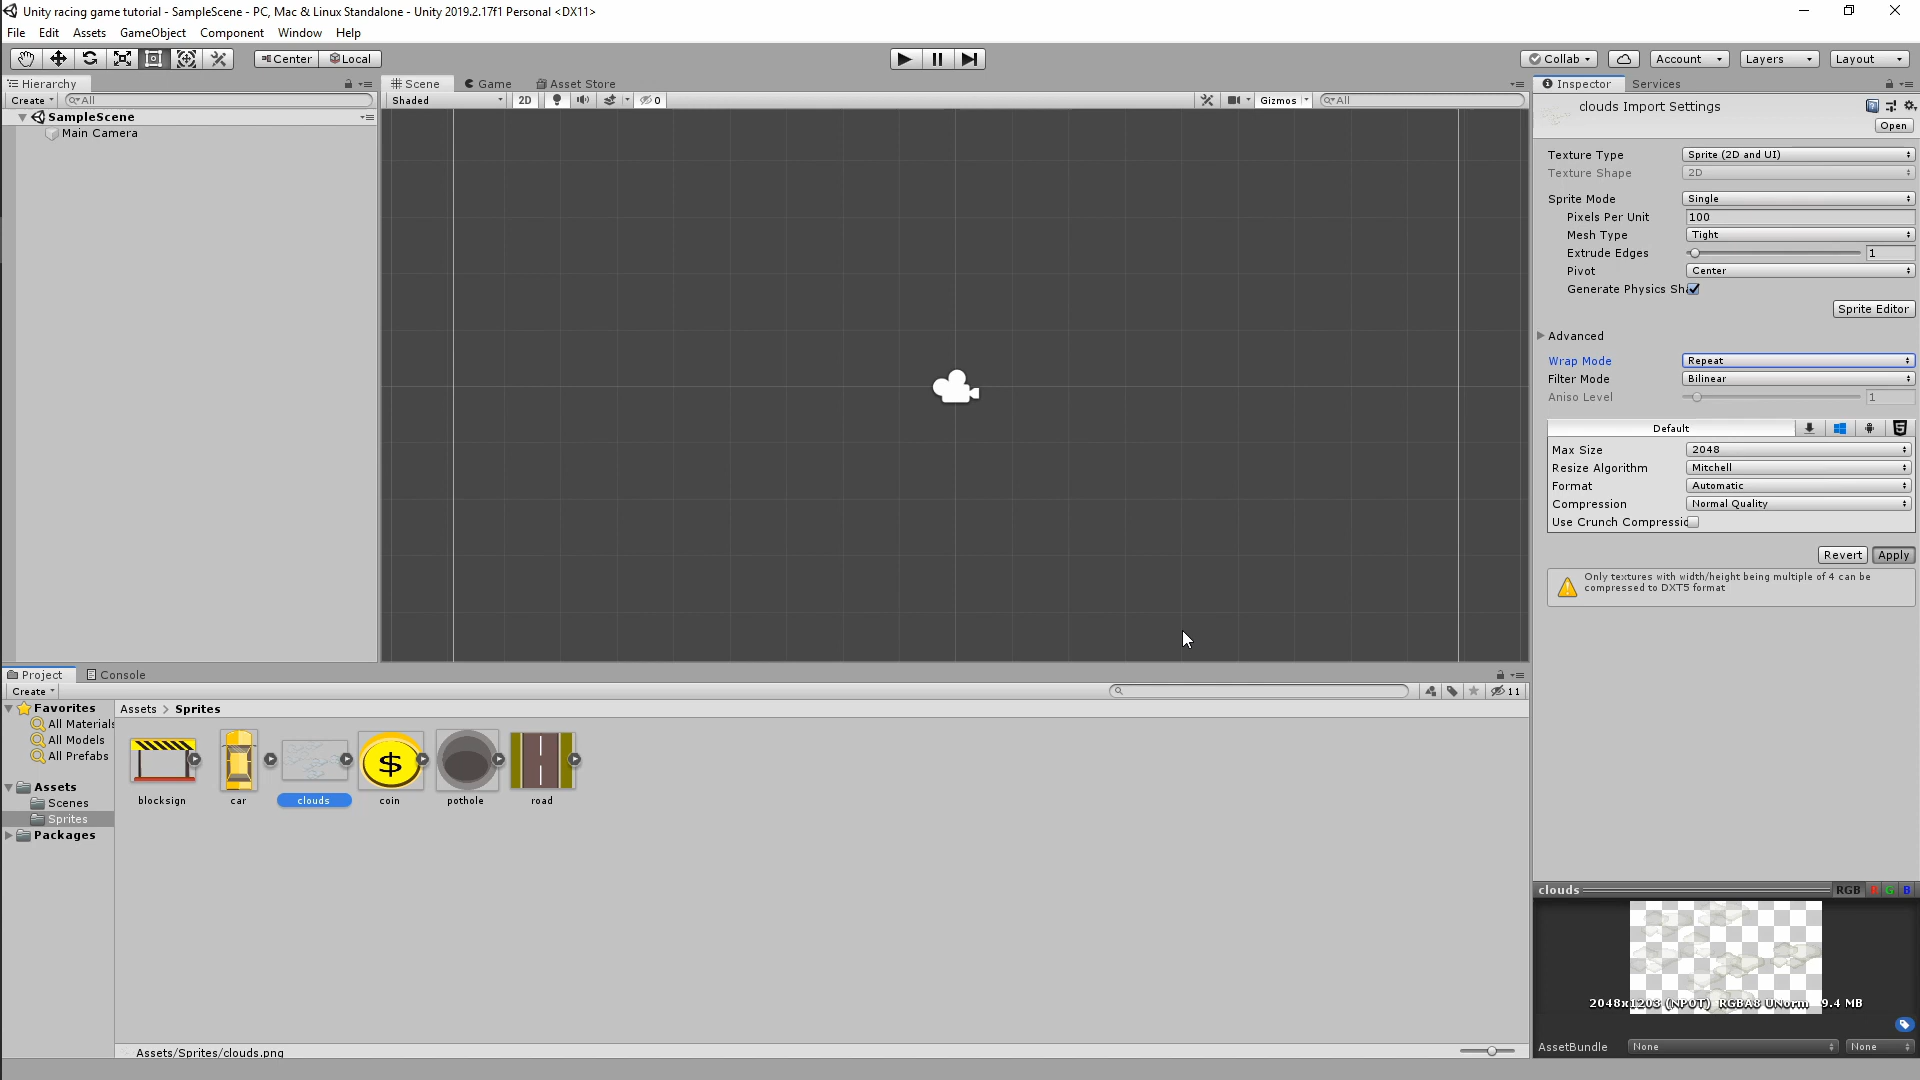 Unity racing game tutorial - SampleScene - PC, Mac & Linux Standalone - Unity 2019.2.17f1 Personal <DX11>
File Edit Assets GameObject Component Window Help
Center Local Collab Account Layers Layout
Hierarchy
Create All
SampleScene
Main Camera
Scene Game Asset Store
Shaded 2D 0 Gizmos All
Inspector Services
clouds Import Settings
Open
Texture Type Sprite (2D and UI)
Texture Shape 2D
Sprite Mode Single
Pixels Per Unit 100
Mesh Type Tight
Extrude Edges 1
Pivot Center
Generate Physics Sha
Sprite Editor
Advanced
Wrap Mode Repeat
Filter Mode Bilinear
Aniso Level 1
Default
Max Size 2048
Resize Algorithm Mitchell
Format Automatic
Compression Normal Quality
Use Crunch Compressio
Revert Apply
Only textures with width/height being multiple of 4 can be
compressed to DXT5 format
Project Console
Create 11
Favorites
All Materials
All Models
All Prefabs
Assets
Scenes
Sprites
Packages
Assets > Sprites
$
blocksign car clouds coin pothole road
Assets/Sprites/clouds.png
clouds RGB R G B
2048x1203 (NPOT) RGBA8 UNorm 9.4 MB
AssetBundle None None